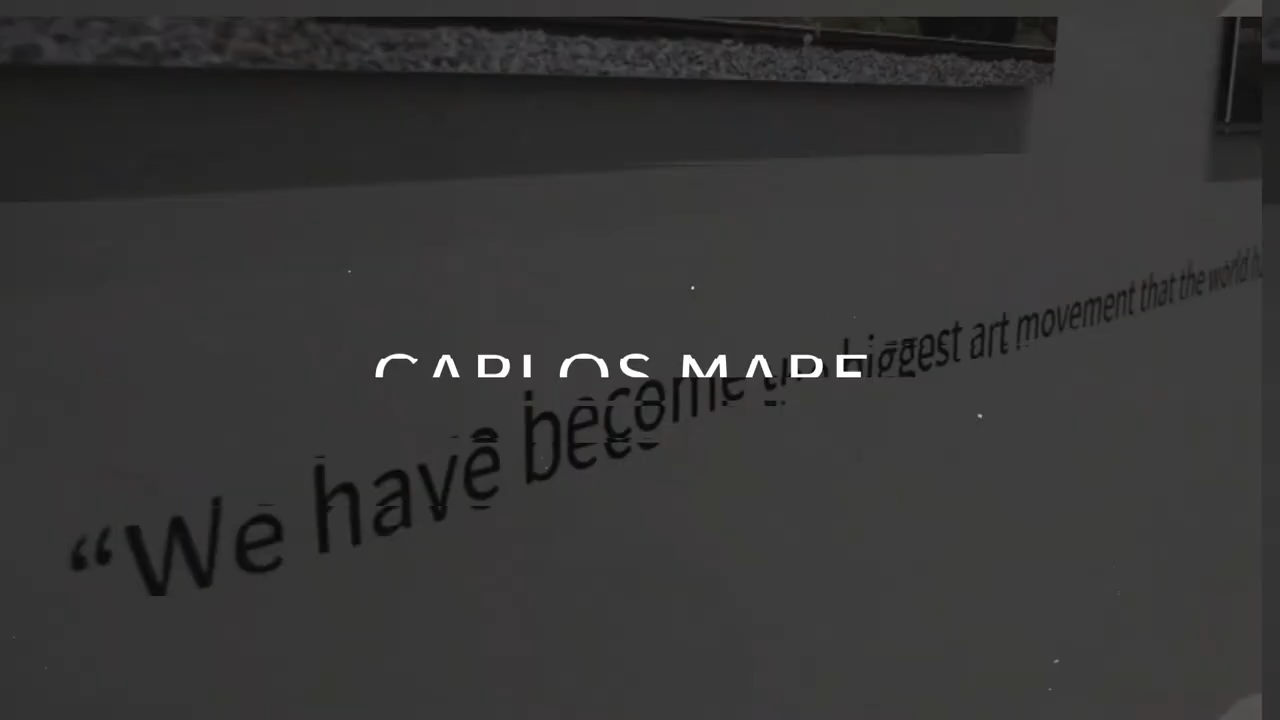 CARLOS MARE
“We have become the biggest art movement that the world h